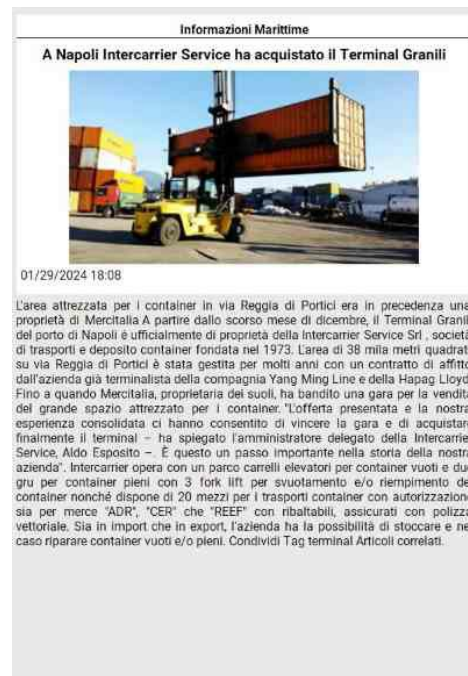 Informazioni Marittime
A Napoli Intercarrier Service ha acquistato il Terminal Granili
01/29/2024 18:08
L'area attrezzata per i container in via Reggia di Portici era in precedenza una
proprietà di Mercitalia A partire dallo scorso mese di dicembre, il Terminal Granili
del porto di Napoli è ufficialmente di proprietà della Intercarrier Service Srl , società
di trasporti e deposito container fondata nel 1973. L'area di 38 mila metri quadrati
su via Reggia di Portici è stata gestita per molti anni con un contratto di affitto
dall'azienda già terminalista della compagnia Yang Ming Line e della Hapag Lloyd.
Fino a quando Mercitalia, proprietaria dei suoli, ha bandito una gara per la vendita
del grande spazio attrezzato per i container. "L'offerta presentata e la nostra
esperienza consolidata ci hanno consentito di vincere la gara e di acquistare
finalmente il terminal – ha spiegato l'amministratore delegato della Intercarrier
Service, Aldo Esposito –. È questo un passo importante nella storia della nostra
azienda". Intercarrier opera con un parco carrelli elevatori per container vuoti e due
gru per container pieni con 3 fork lift per svuotamento e/o riempimento dei
container nonché dispone di 20 mezzi per i trasporti container con autorizzazione
sia per merce "ADR", "CER" che "REEF" con ribaltabili, assicurati con polizza
vettoriale. Sia in import che in export, l'azienda ha la possibilità di stoccare e nel
caso riparare container vuoti e/o pieni. Condividi Tag terminal Articoli correlati.